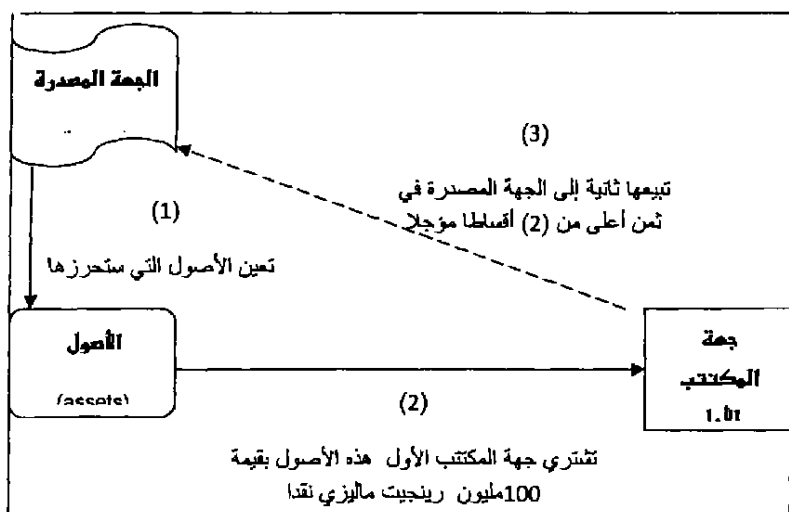 الجهة المصدرة
(3)
تبيعها ثانية إلى الجهة المصدرة في
ثمن أعلى من (2) أقساطا مؤجلا
(1)
تعين الأصول التي ستحرزها
الأصول
(assets)
جهة
المكتتب
(2)
تشتري جهة المكتتب الأول هذه الأصول بقيمة
100مليون رينجيت ماليزي نقدا